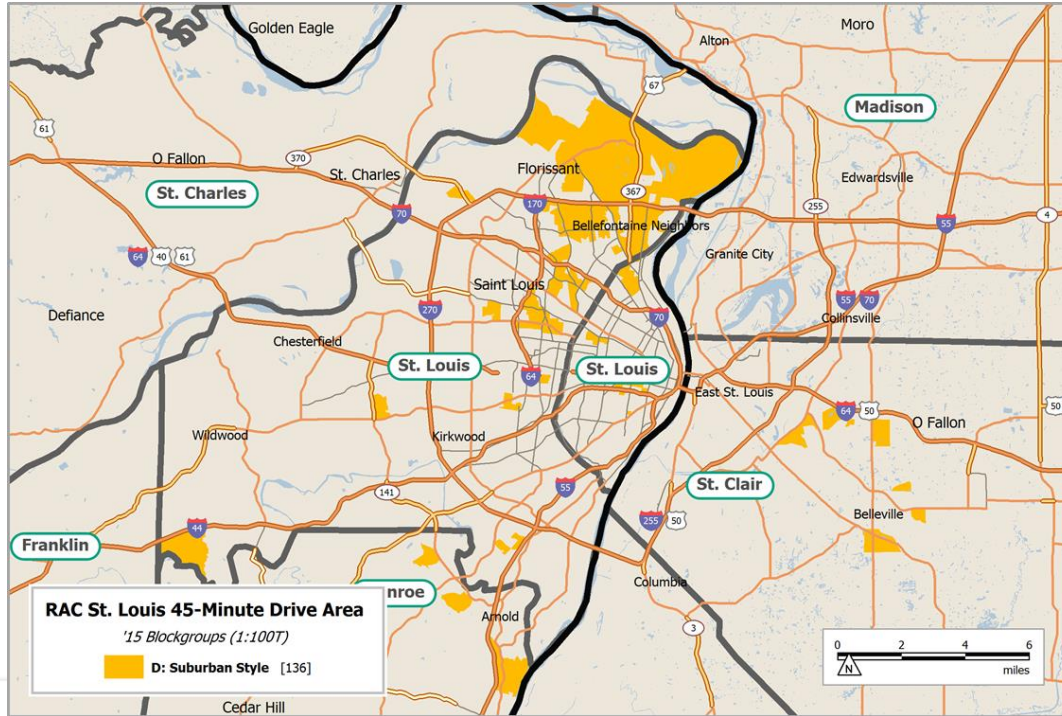 Golden Eagle
Moro
Alton
67
Madison
61
O Fallon
370
St. Charles
Florissant
St. Charles
Edwardsville
367
70
170
255
4
Bellefontaine Neighbors
55
64
40
61
Granite City
Saint Louis
55
70
270
70
Defiance
Collinsville
Chesterfield
St. Louis
St. Louis
64
East St. Louis
64
50
50
O Fallon
Wildwood
Kirkwood
141
55
St. Clair
Belleville
44
255
50
Franklin
Columbia
nroe
Arnold
3
RAC St. Louis 45-Minute Drive Area
'15 Blockgroups (1:100T)
D: Suburban Style [136]
0 2 4 6
miles
N
Cedar Hill